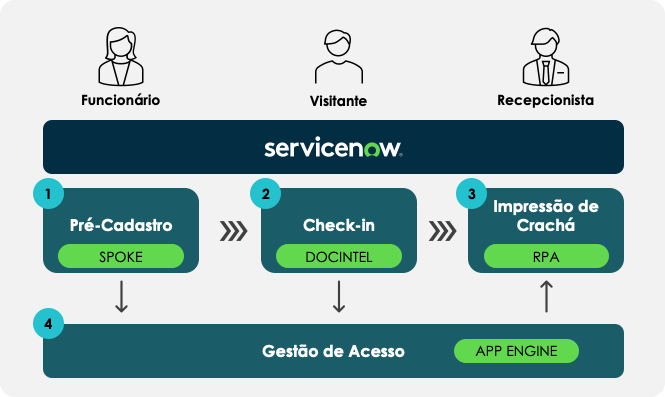 Funcionário
Visitante
Recepcionista
servicenow
1
Pré-Cadastro
SPOKE
2
Check-in
DOCINTEL
3
Impressão de
Crachá
RPA
4
Gestão de Acesso
APP ENGINE